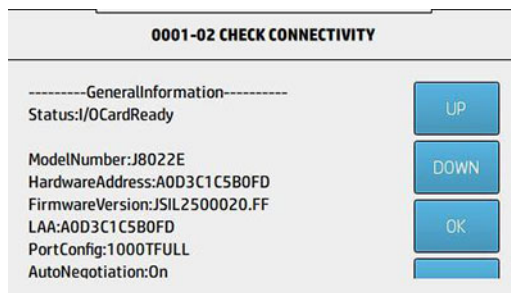 0001-02 CHECK CONNECTIVITY
---------GeneralInformation----------
Status:I/OCardReady
ModelNumber:J8022E
HardwareAddress:A0D3C1C5B0FD
FirmwareVersion:JSIL2500020.FF
LAA:A0D3C1C5B0FD
PortConfig:1000TFULL
AutoNegotiation:On
UP
DOWN
OK